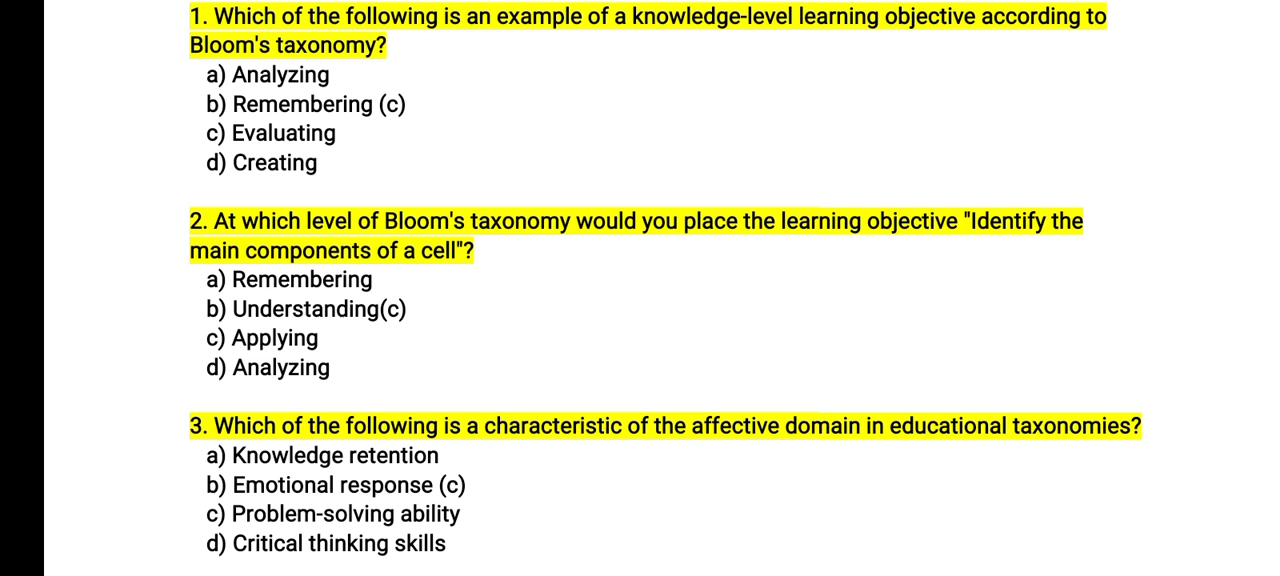 1. Which of the following is an example of a knowledge-level learning objective according to
Bloom's taxonomy?
a) Analyzing
b) Remembering (c)
c) Evaluating
d) Creating
2. At which level of Bloom's taxonomy would you place the learning objective "Identify the
main components of a cell"?
a) Remembering
b) Understanding(c)
c) Applying
d) Analyzing
3. Which of the following is a characteristic of the affective domain in educational taxonomies?
a) Knowledge retention
b) Emotional response (c)
c) Problem-solving ability
d) Critical thinking skills